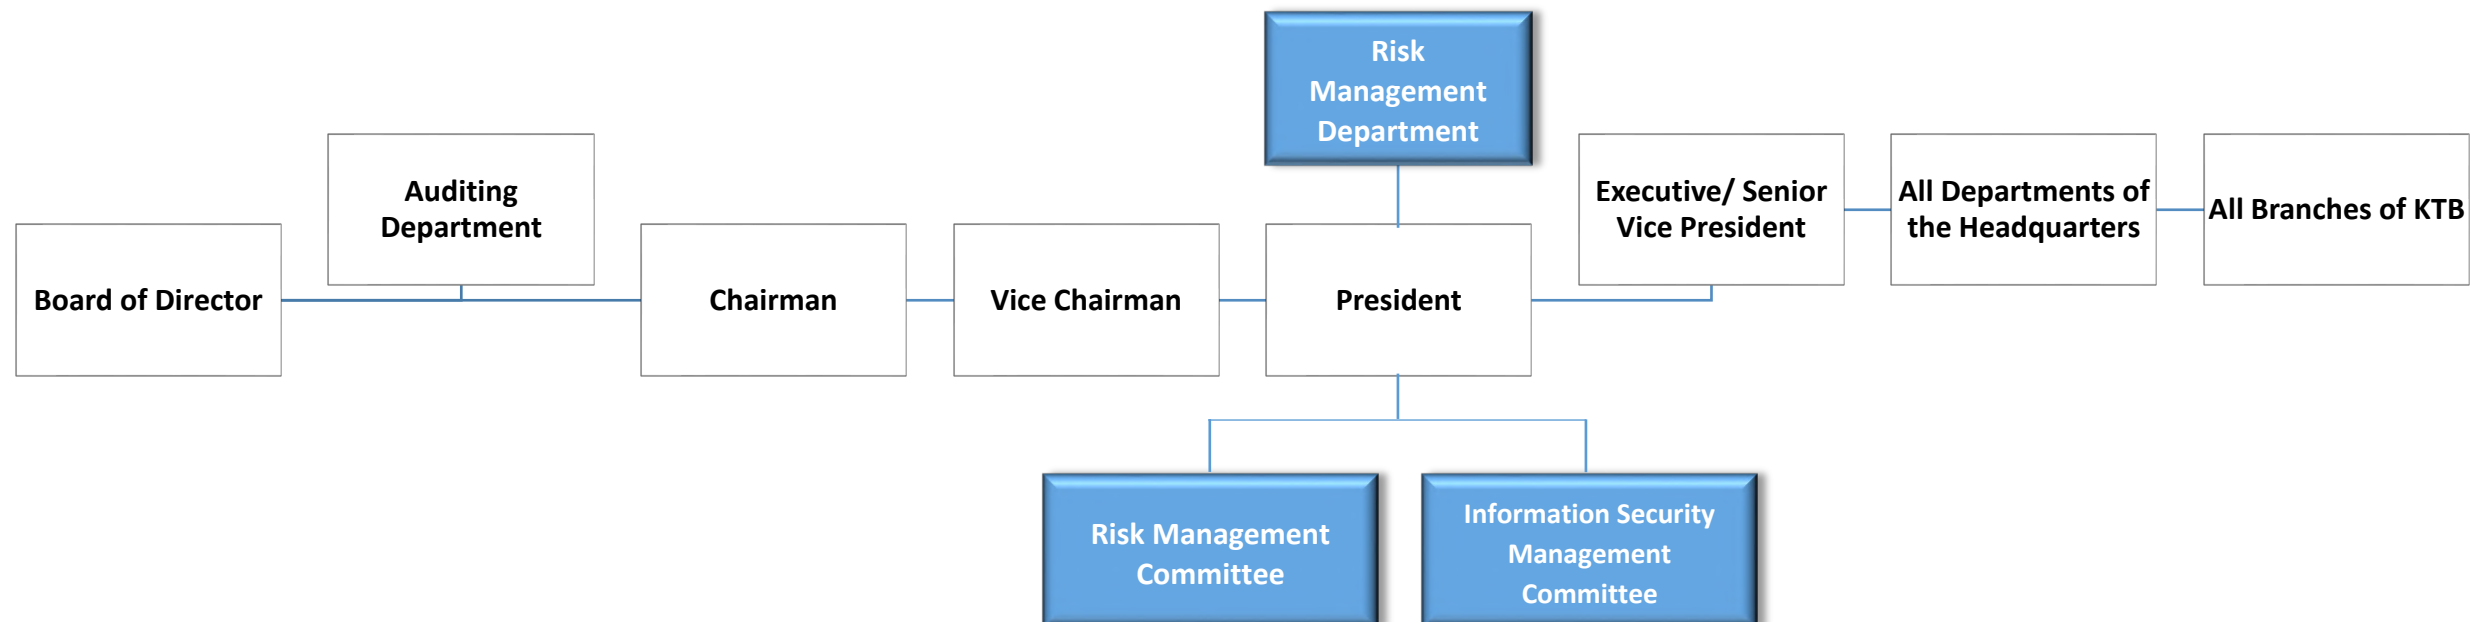 Risk
Management
Department
Auditing
Department
Executive/ Senior
Vice President
All Departments of
the Headquarters
All Branches of KTB
Board of Director
Chairman
Vice Chairman
President
Risk Management
Committee
Information Security
Management
Committee